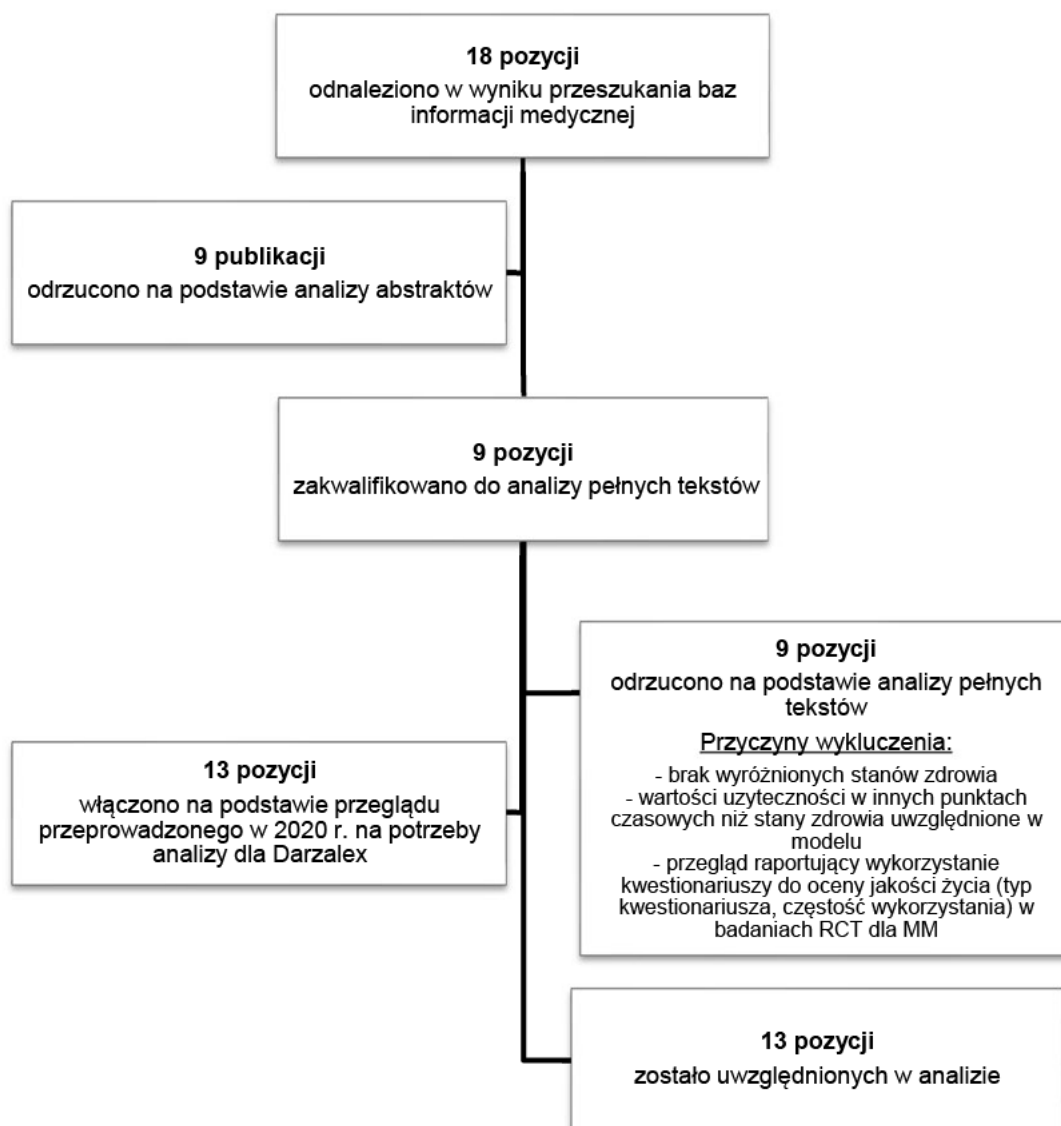 18 pozycji
odnaleziono w wyniku przeszukania baz
informacji medycznej
9 publikacji
odrzucono na podstawie analizy abstraktów
9 pozycji
zakwalifikowano do analizy pełnych tekstów
9 pozycji
odrzucono na podstawie analizy pełnych
tekstów
Przyczyny wykluczenia:
- brak wyróżnionych stanów zdrowia
- wartości uzyteczności w innych punktach
czasowych niż stany zdrowia uwzględnione w
modelu
- przegląd raportujący wykorzystanie
kwestionariuszy do oceny jakości życia (typ
kwestionariusza, częstość wykorzystania) w
badaniach RCT dla MM
13 pozycji
włączono na podstawie przeglądu
przeprowadzonego w 2020 r. na potrzeby
analizy dla Darzalex
13 pozycji
zostało uwzględnionych w analizie